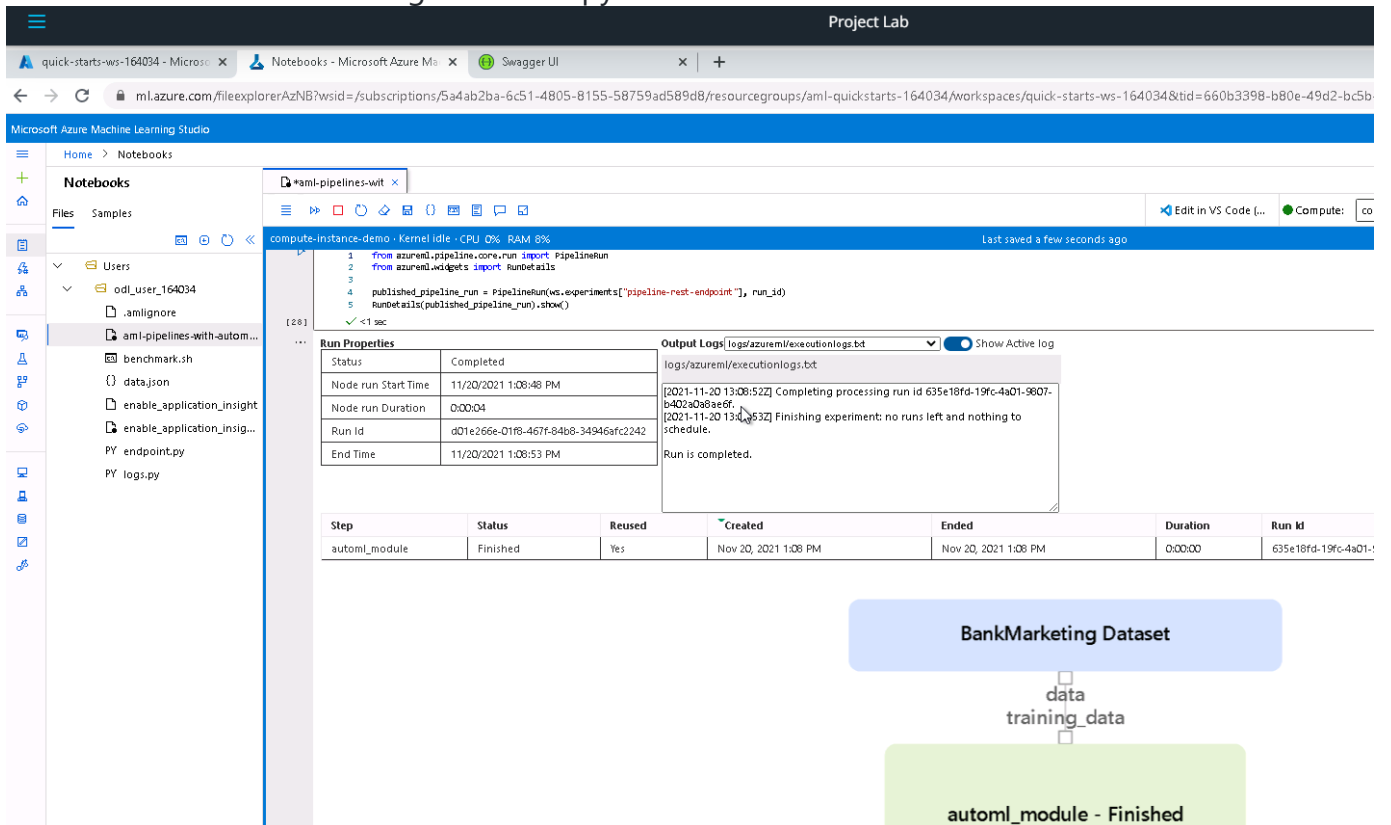 Project Lab
quick-starts-ws-164034 - Microso
Notebooks - Microsoft Azure Ma
Swagger UI
ml.azure.com/fileexplorerAzNB?wsid=/subscriptions/5a4ab2ba-6c51-4805-8155-58759ad589d8/resourcegroups/aml-quickstarts-164034/workspaces/quick-starts-ws-164034&tid=660b3398-b80e-49d2-bc5b-
Microsoft Azure Machine Learning Studio
Home > Notebooks
Notebooks
*aml-pipelines-wit
Files Samples
Edit in VS Code (... Compute: co
compute-instance-demo · Kernel idle · CPU 0% RAM 8% Last saved a few seconds ago
Users
odl_user_164034
.amlignore
aml-pipelines-with-autom...
benchmark.sh
{} data.json
enable_application_insight
enable_application_insig...
PY endpoint.py
PY logs.py
1 from azureml.pipeline.core.run import PipelineRun
2 from azureml.widgets import RunDetails
3
4 published_pipeline_run = PipelineRun(ws.experiments["pipeline-rest-endpoint"], run_id)
5 RunDetails(published_pipeline_run).show()
[28] <1 sec
Run Properties
Status Completed
Node run Start Time 11/20/2021 1:08:48 PM
Node run Duration 0:00:04
Run Id d01e266e-01f8-467f-84b8-34946afc2242
End Time 11/20/2021 1:08:53 PM
Output Logs logs/azureml/executionlogs.txt Show Active log
logs/azureml/executionlogs.txt
[2021-11-20 13:08:52Z] Completing processing run id 635e18fd-19fc-4a01-9807-
b402a0a8ae6f.
[2021-11-20 13:08:53Z] Finishing experiment: no runs left and nothing to
schedule.
Run is completed.
Step Status Reused Created Ended Duration Run Id
automl_module Finished Yes Nov 20, 2021 1:08 PM Nov 20, 2021 1:08 PM 0:00:00 635e18fd-19fc-4a01-
BankMarketing Dataset
data
training_data
automl_module - Finished